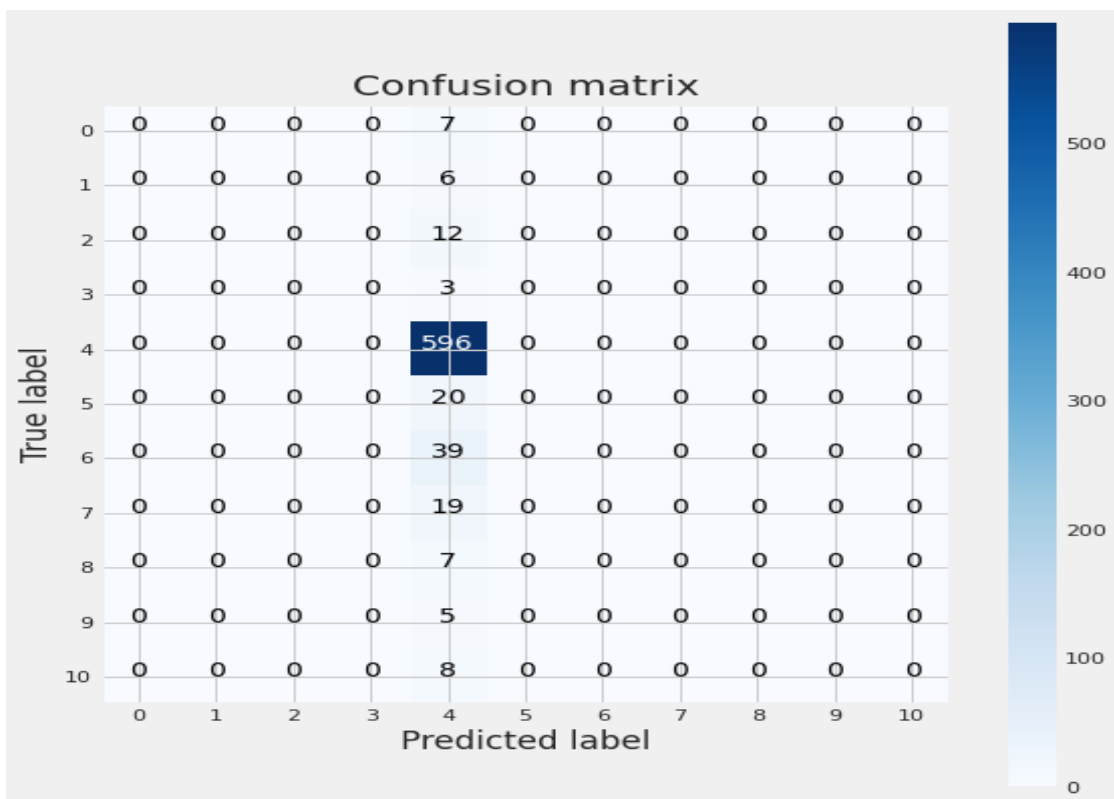 Confusion matrix
0 0 0 0 0 7 0 0 0 0 0 0
1 0 0 0 0 6 0 0 0 0 0 0
2 0 0 0 0 12 0 0 0 0 0 0
3 0 0 0 0 3 0 0 0 0 0 0
4 0 0 0 0 596 0 0 0 0 0 0
5 0 0 0 0 20 0 0 0 0 0 0
6 0 0 0 0 39 0 0 0 0 0 0
7 0 0 0 0 19 0 0 0 0 0 0
8 0 0 0 0 7 0 0 0 0 0 0
9 0 0 0 0 5 0 0 0 0 0 0
10 0 0 0 0 8 0 0 0 0 0 0
0 1 2 3 4 5 6 7 8 9 10
Predicted label
True label
500
400
300
200
100
0